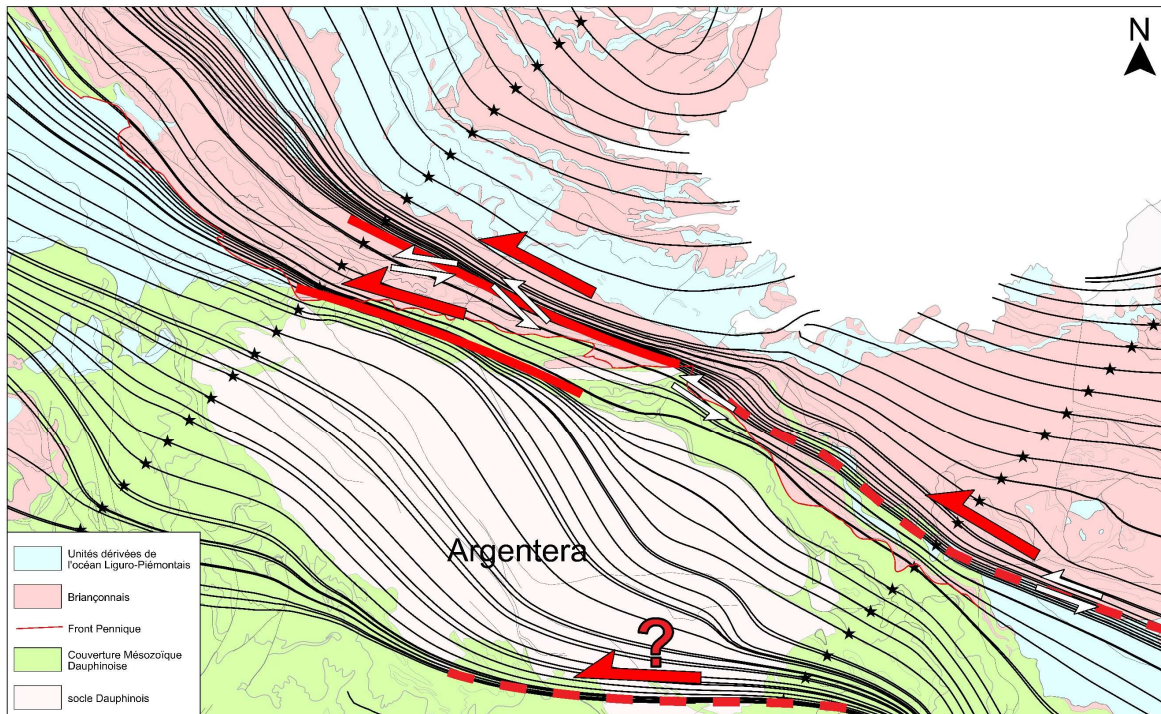 N
Argentera
?
Unités dérivées de
l'océan Liguro-Piémontais
Briançonnais
Front Pennique
Couverture Mésozoïque
Dauphinoise
socle Dauphinois